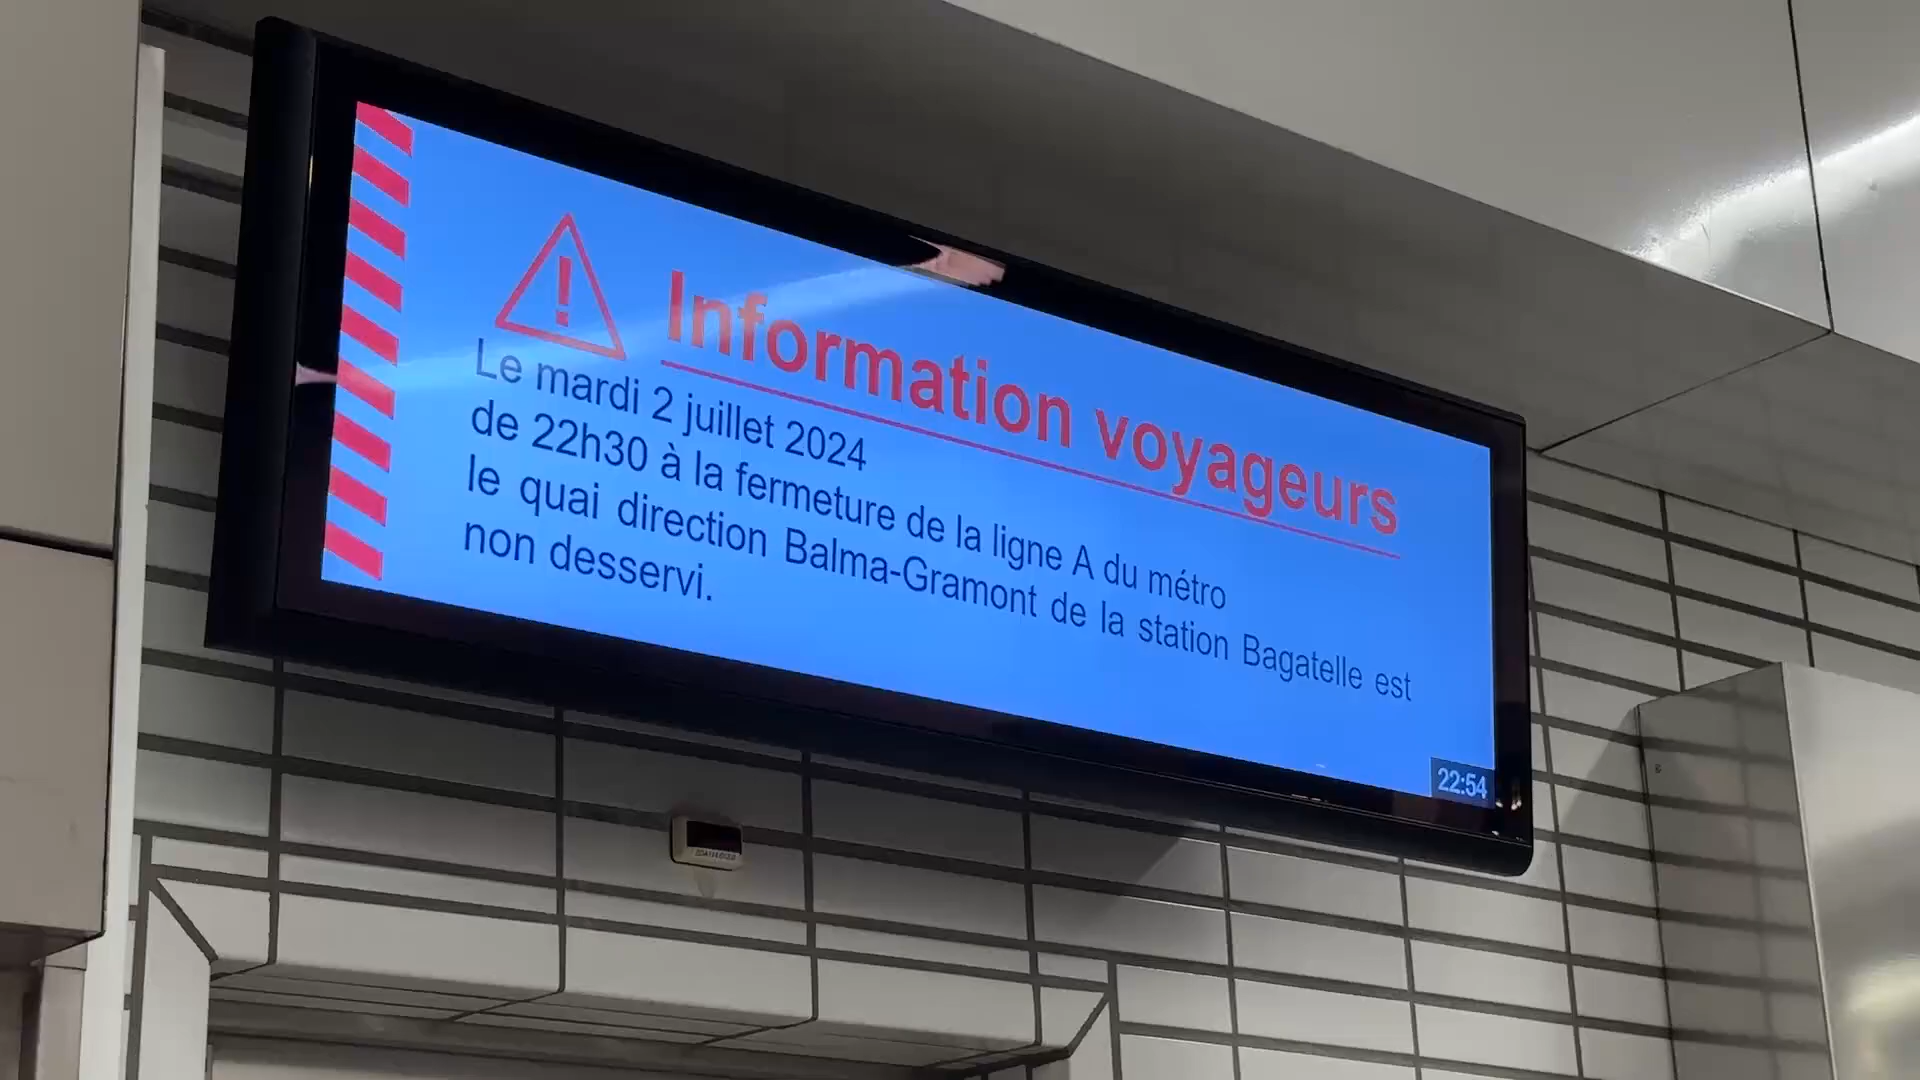 Information voyageurs
Le mardi 2 juillet 2024
de 22h30 à la fermeture de la ligne A du métro
le quai direction Balma-Gramont de la station Bagatelle est
non desservi.
22:54